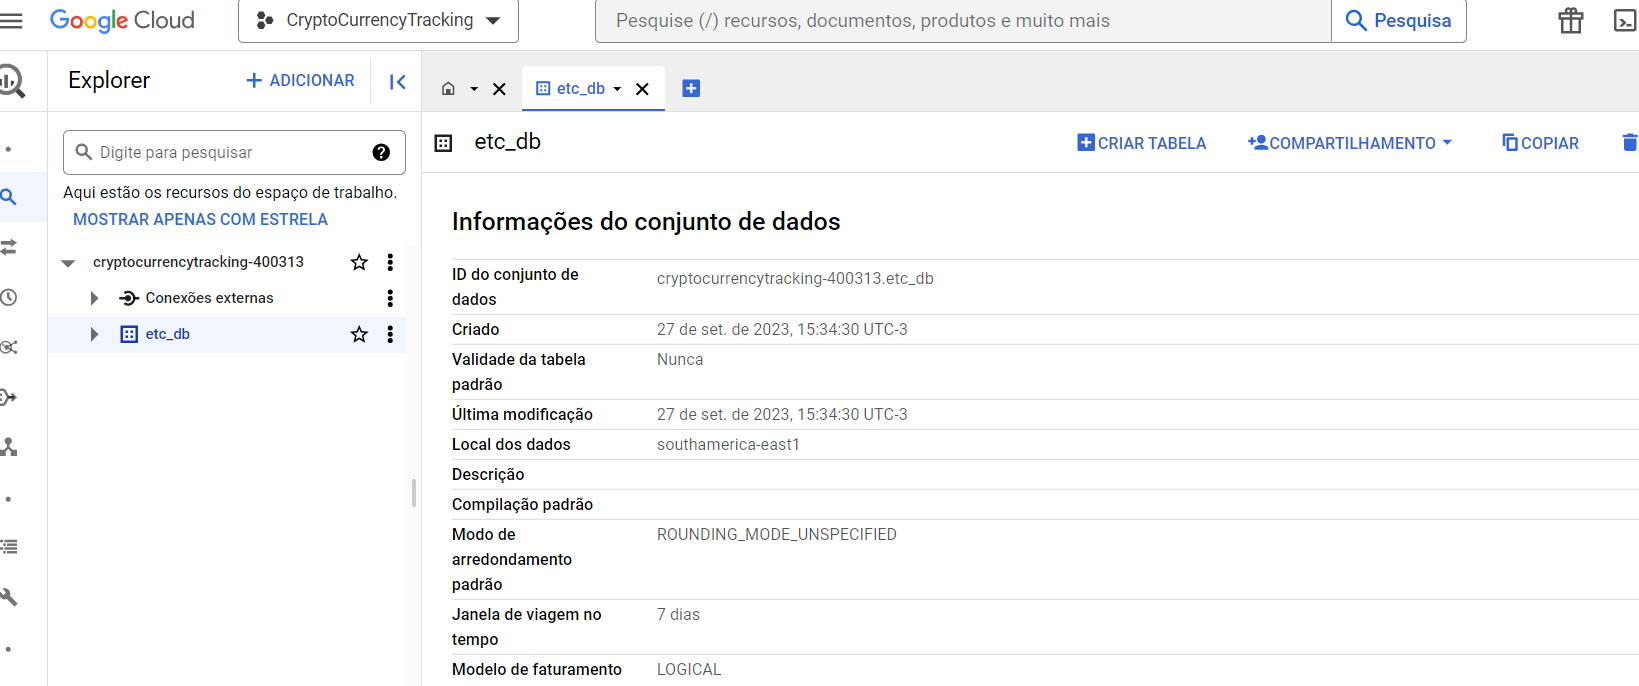 Google Cloud
CryptoCurrencyTracking
Pesquise (/) recursos, documentos, produtos e muito mais
Pesquisa
Explorer
+ ADICIONAR
etc_db
Digite para pesquisar
Aqui estão os recursos do espaço de trabalho.
MOSTRAR APENAS COM ESTRELA
cryptocurrencytracking-400313
Conexões externas
etc_db
etc_db
CRIAR TABELA
COMPARTILHAMENTO
COPIAR
Informações do conjunto de dados
ID do conjunto de
dados
cryptocurrencytracking-400313.etc_db
Criado
27 de set. de 2023, 15:34:30 UTC-3
Validade da tabela
padrão
Nunca
Última modificação
27 de set. de 2023, 15:34:30 UTC-3
Local dos dados
southamerica-east1
Descrição
Compilação padrão
Modo de
arredondamento
padrão
ROUNDING_MODE_UNSPECIFIED
Janela de viagem no
tempo
7 dias
Modelo de faturamento
LOGICAL